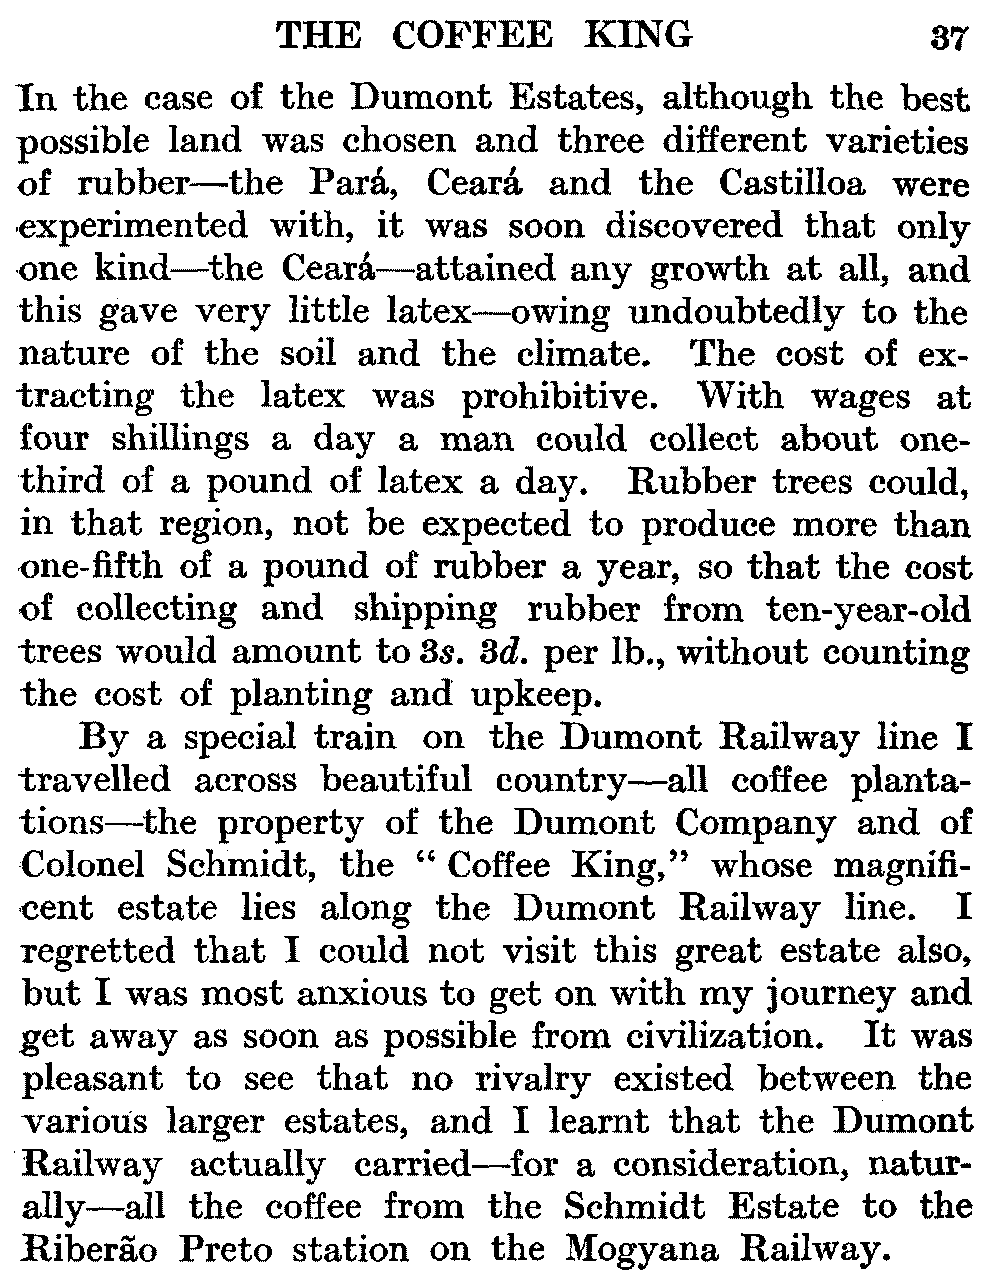 THE COFFEE KING 37
In the case of the Dumont Estates, although the best
possible land was chosen and three different varieties
of rubber—the Pará, Ceará and the Castilloa were
experimented with, it was soon discovered that only
one kind—the Ceará—attained any growth at all, and
this gave very little latex—owing undoubtedly to the
nature of the soil and the climate. The cost of ex-
tracting the latex was prohibitive. With wages at
four shillings a day a man could collect about one-
third of a pound of latex a day. Rubber trees could,
in that region, not be expected to produce more than
one-fifth of a pound of rubber a year, so that the cost
of collecting and shipping rubber from ten-year-old
trees would amount to 3s. 3d. per lb., without counting
the cost of planting and upkeep.
By a special train on the Dumont Railway line I
travelled across beautiful country—all coffee planta-
tions—the property of the Dumont Company and of
Colonel Schmidt, the “ Coffee King,” whose magnifi-
cent estate lies along the Dumont Railway line. I
regretted that I could not visit this great estate also,
but I was most anxious to get on with my journey and
get away as soon as possible from civilization. It was
pleasant to see that no rivalry existed between the
various larger estates, and I learnt that the Dumont
Railway actually carried—for a consideration, natur-
ally—all the coffee from the Schmidt Estate to the
Riberão Preto station on the Mogyana Railway.